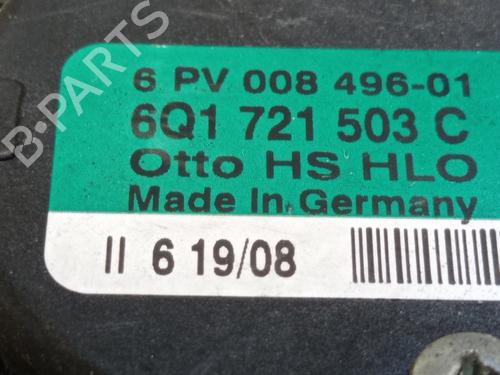 6 PV 008 496-01
6Q1 721 503 C
Otto HS HLO
Made In Germany
II 6 19/08
B-PARTS